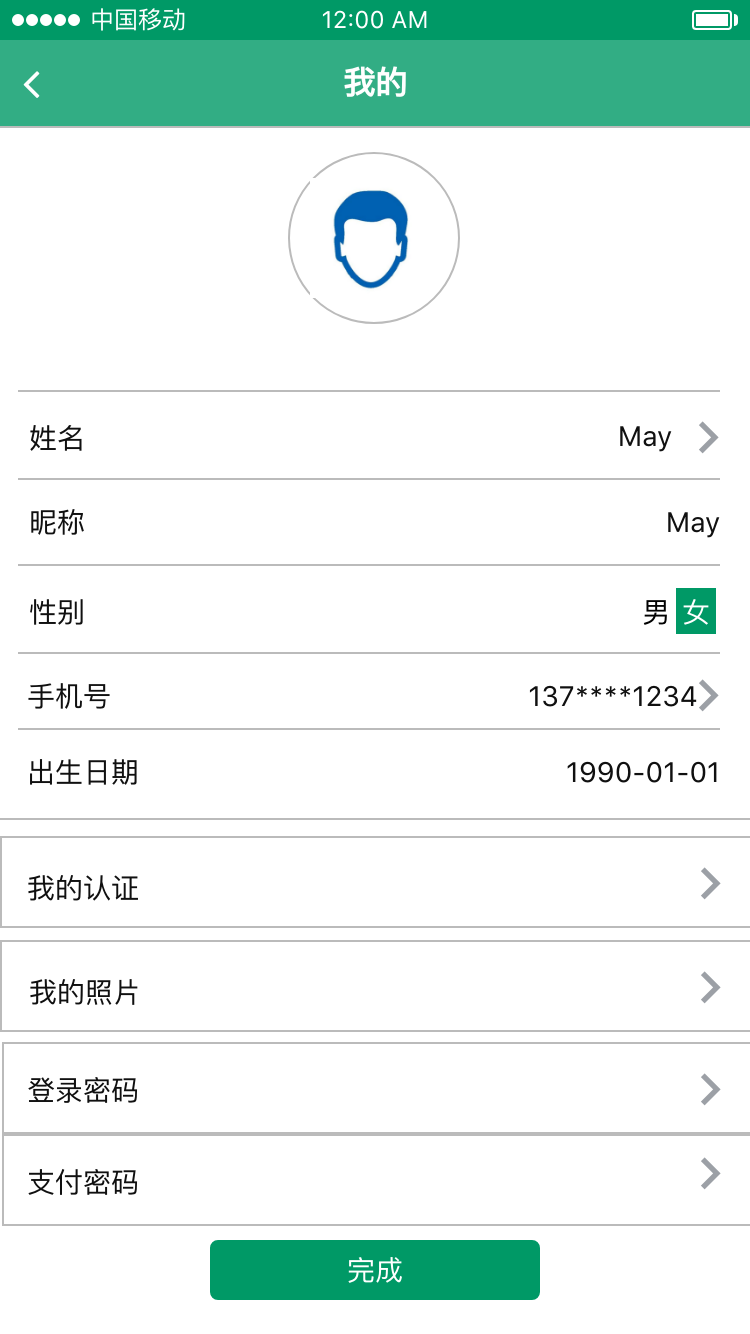 中国移动 12:00 AM
我的
姓名 May
昵称 May
性别 男 女
手机号 137****1234
出生日期 1990-01-01
我的认证
我的照片
登录密码
支付密码
完成